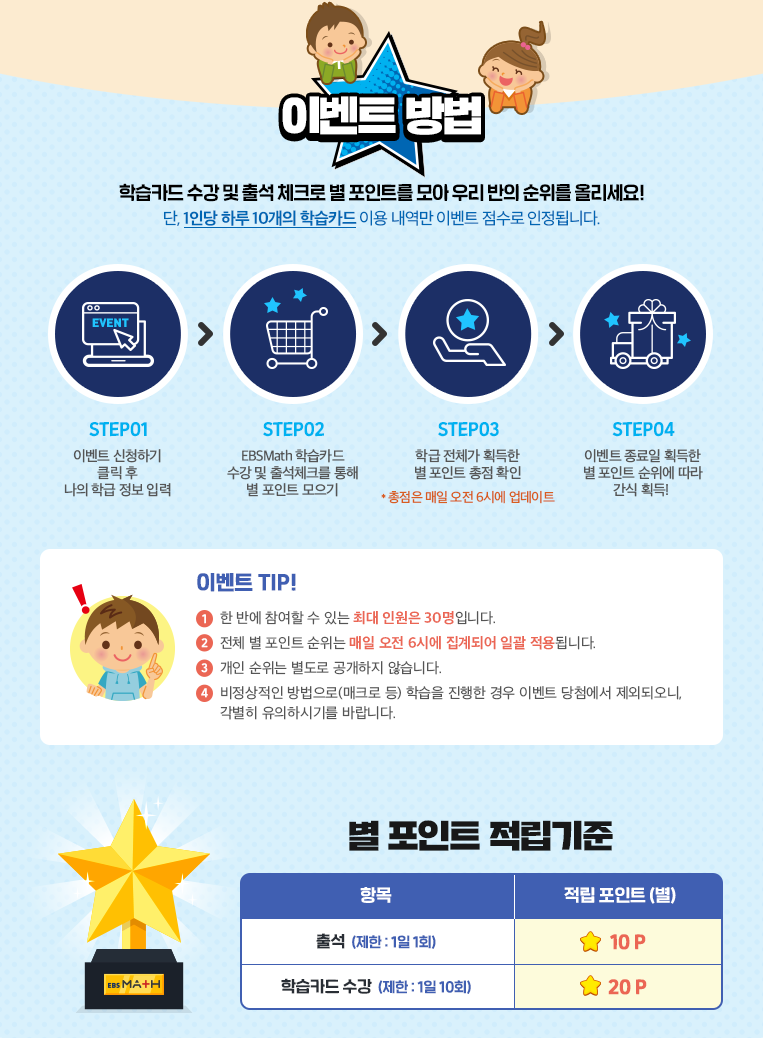 이벤트 방법
학습카드 수강 및 출석 체크로 별 포인트를 모아 우리 반의 순위를 올리세요!
단, 1인당 하루 10개의 학습카드 이용 내역만 이벤트 점수로 인정됩니다.
EVENT
STEP01
이벤트 신청하기
클릭 후
나의 학급 정보 입력
STEP02
EBSMath 학습카드
수강 및 출석체크를 통해
별 포인트 모으기
STEP03
학급 전체가 획득한
별 포인트 총점 확인
* 총점은 매일 오전 6시에 업데이트
STEP04
이벤트 종료일 획득한
별 포인트 순위에 따라
간식 획득!
이벤트 TIP!
1 한 반에 참여할 수 있는 최대 인원은 30명입니다.
2 전체 별 포인트 순위는 매일 오전 6시에 집계되어 일괄 적용됩니다.
3 개인 순위는 별도로 공개하지 않습니다.
4 비정상적인 방법으로(매크로 등) 학습을 진행한 경우 이벤트 당첨에서 제외되오니,
각별히 유의하시기를 바랍니다.
EBS MATH
별 포인트 적립기준
항목 적립 포인트 (별)
출석 (제한 : 1일 1회) 10 P
학습카드 수강 (제한 : 1일 10회) 20 P